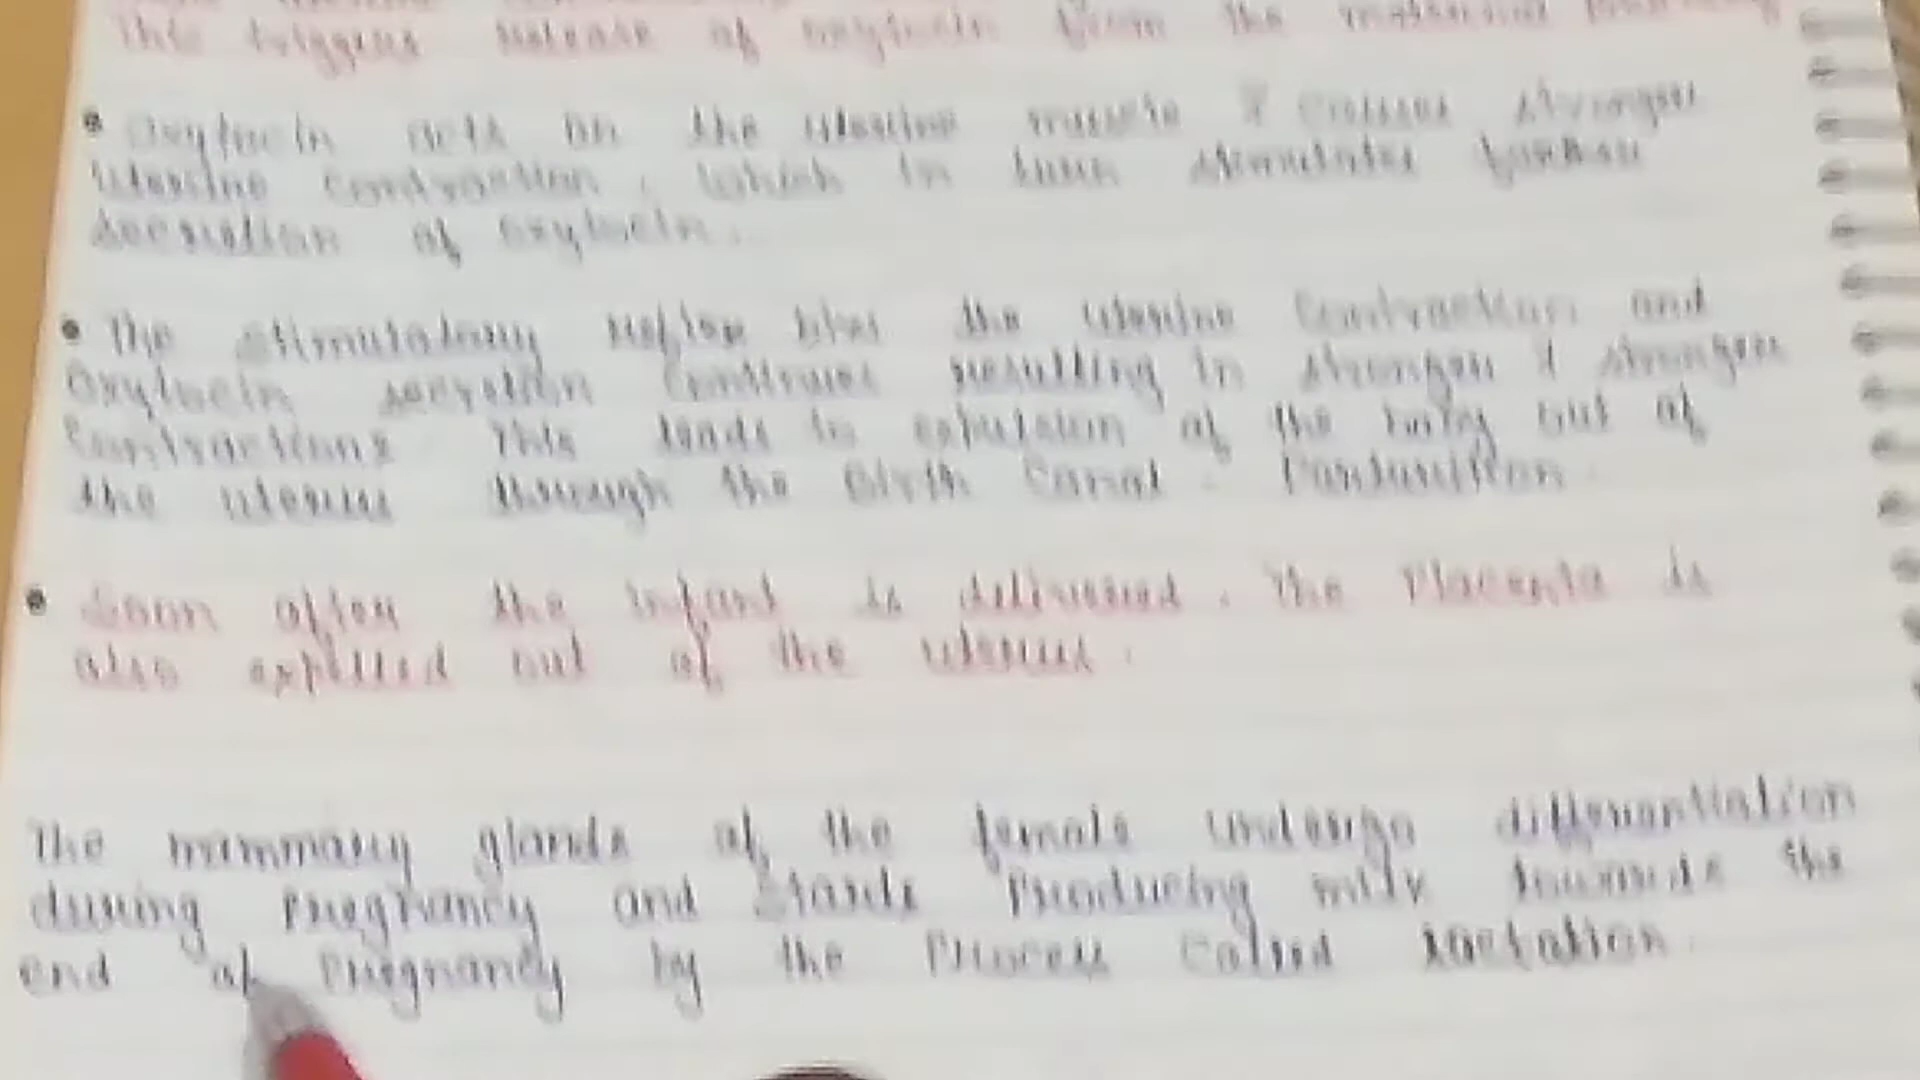 This triggers release of oxytocin from the maternal pituitary
• Oxytocin acts on the uterine muscle & causes stronger
uterine contraction, which in turn stimulates further
secretion of oxytocin.
• The stimulatory reflex b/w the uterine contraction and
oxytocin secretion continues resulting in stronger & stronger
contractions. This leads to expulsion of the baby out of
the uterus through the Birth Canal - Parturition.
• Soon after the infant is delivered, the Placenta is
also expelled out of the uterus.
The mammary glands of the female undergo differentiation
during Pregnancy and starts Producing milk towards the
end of Pregnancy by the Process called lactation.